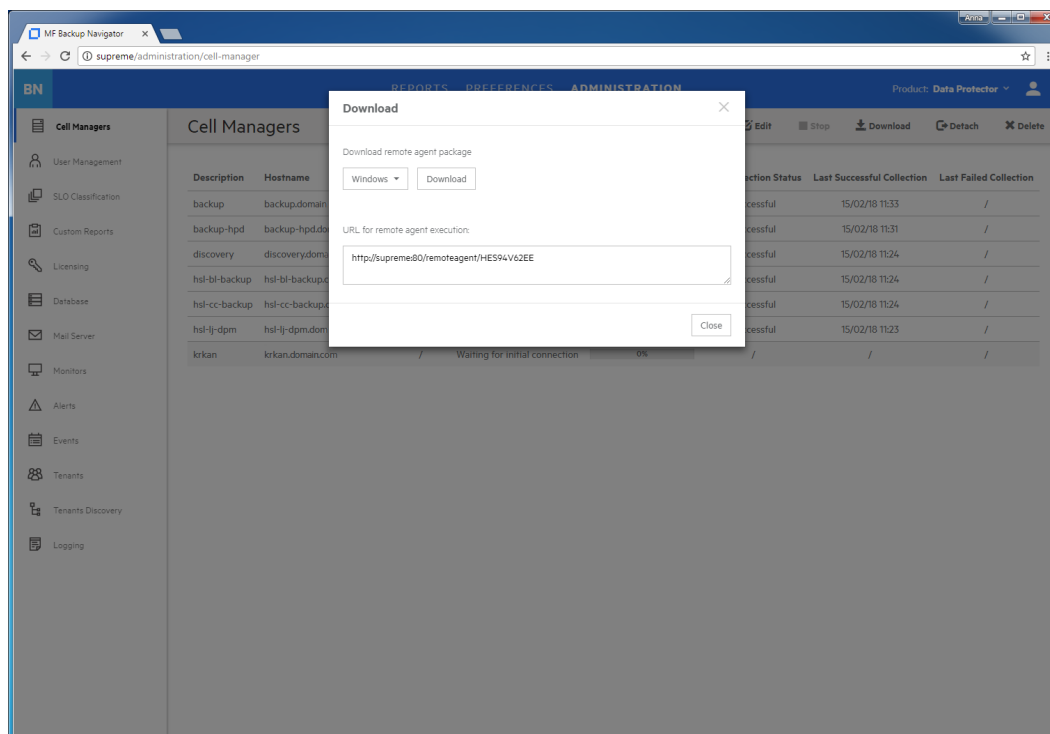 Anna
MF Backup Navigator
supreme/administration/cell-manager
BN
REPORTS PREFERENCES ADMINISTRATION
Product: Data Protector
Cell Managers
User Management
SLO Classification
Custom Reports
Licensing
Database
Mail Server
Monitors
Alerts
Events
Tenants
Tenants Discovery
Logging
Cell Managers
Edit Stop Download Detach Delete
Description Hostname ection Status Last Successful Collection Last Failed Collection
backup backup.domain cessful 15/02/18 11:33 /
backup-hpd backup-hpd.do cessful 15/02/18 11:31 /
discovery discovery.doma cessful 15/02/18 11:24 /
hsl-bl-backup hsl-bl-backup.c cessful 15/02/18 11:24 /
hsl-cc-backup hsl-cc-backup.c cessful 15/02/18 11:24 /
hsl-lj-dpm hsl-lj-dpm.dom cessful 15/02/18 11:23 /
krkan krkan.domain.com / Waiting for initial connection 0% / / /
Download
Download remote agent package
Windows Download
URL for remote agent execution:
http://supreme:80/remoteagent/HES94V62EE
Close